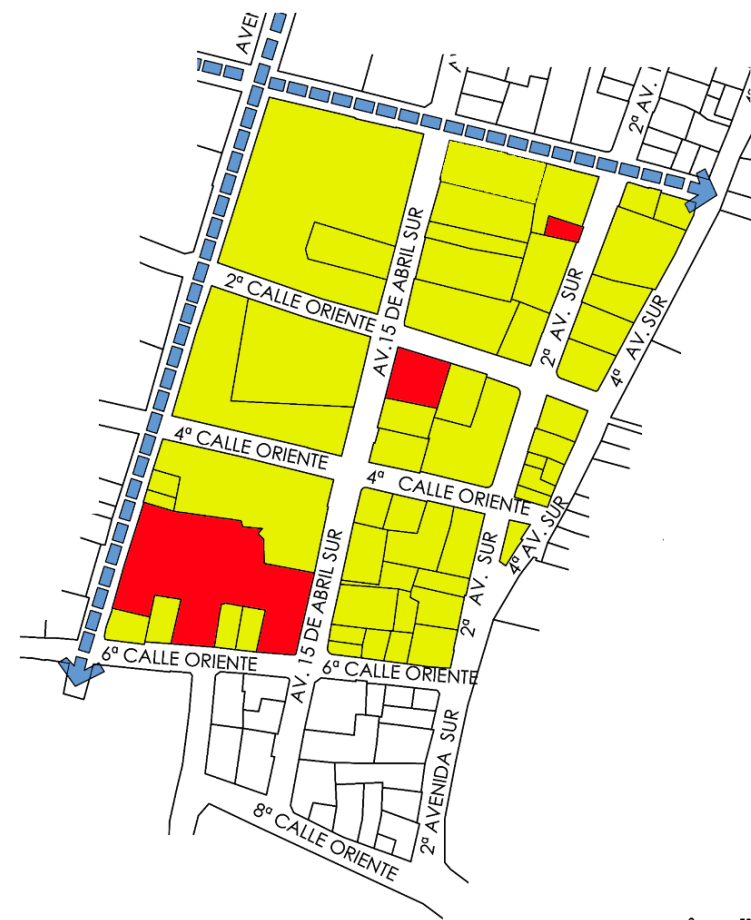 AVE
2ª AV.
AV. 15 DE ABRIL SUR
2ª CALLE ORIENTE
2ª AV. SUR
4ª AV. SUR
4ª CALLE ORIENTE
4ª CALLE ORIENTE
4ª AV. SUR
2ª AV. SUR
AV. 15 DE ABRIL SUR
6ª CALLE ORIENTE
6ª CALLE ORIENTE
2ª AVENIDA SUR
8ª CALLE ORIENTE